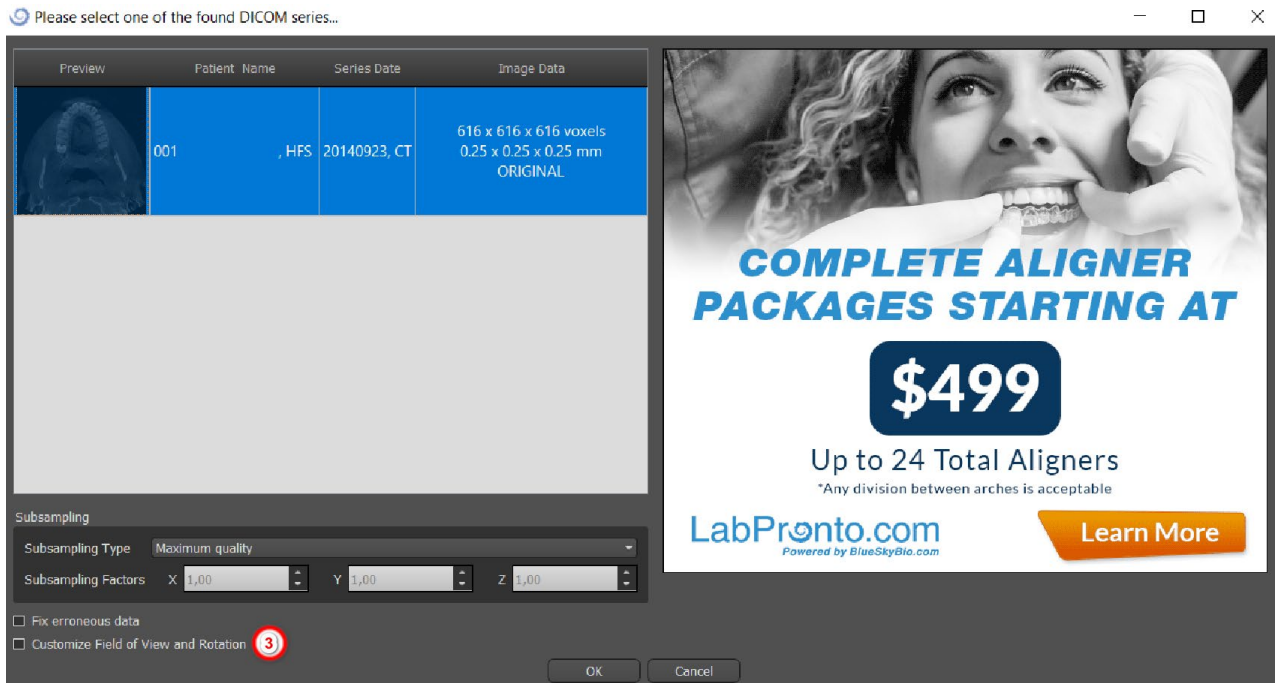 Please select one of the found DICOM series...
Preview Patient Name Series Date Image Data
001 , HFS 20140923, CT
616 x 616 x 616 voxels
0.25 x 0.25 x 0.25 mm
ORIGINAL
Subsampling
Subsampling Type Maximum quality
Subsampling Factors X 1,00 Y 1,00 Z 1,00
Fix erroneous data
Customize Field of View and Rotation 3
OK Cancel
COMPLETE ALIGNER
PACKAGES STARTING AT
$499
Up to 24 Total Aligners
*Any division between arches is acceptable
LabPronto.com
Powered by BlueSkyBio.com
Learn More